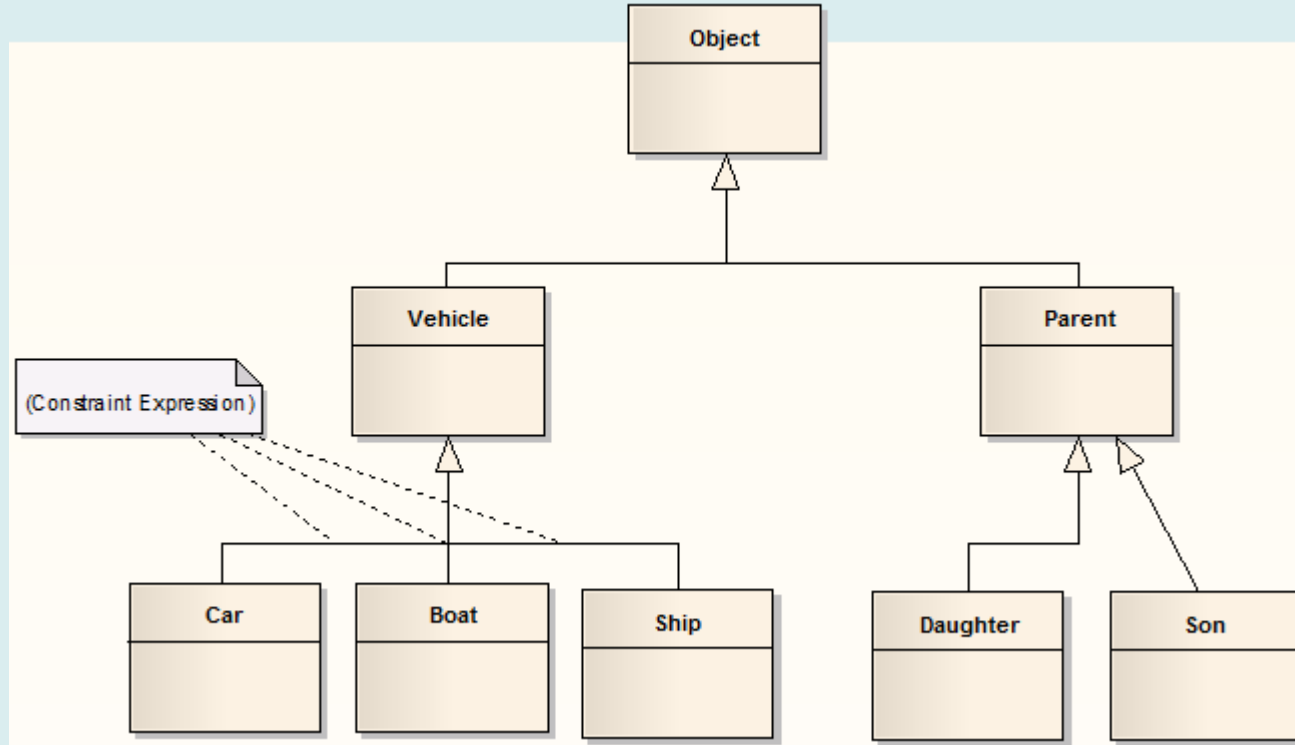 Object
Vehicle
Parent
(Constraint Expression)
Car
Boat
Ship
Daughter
Son